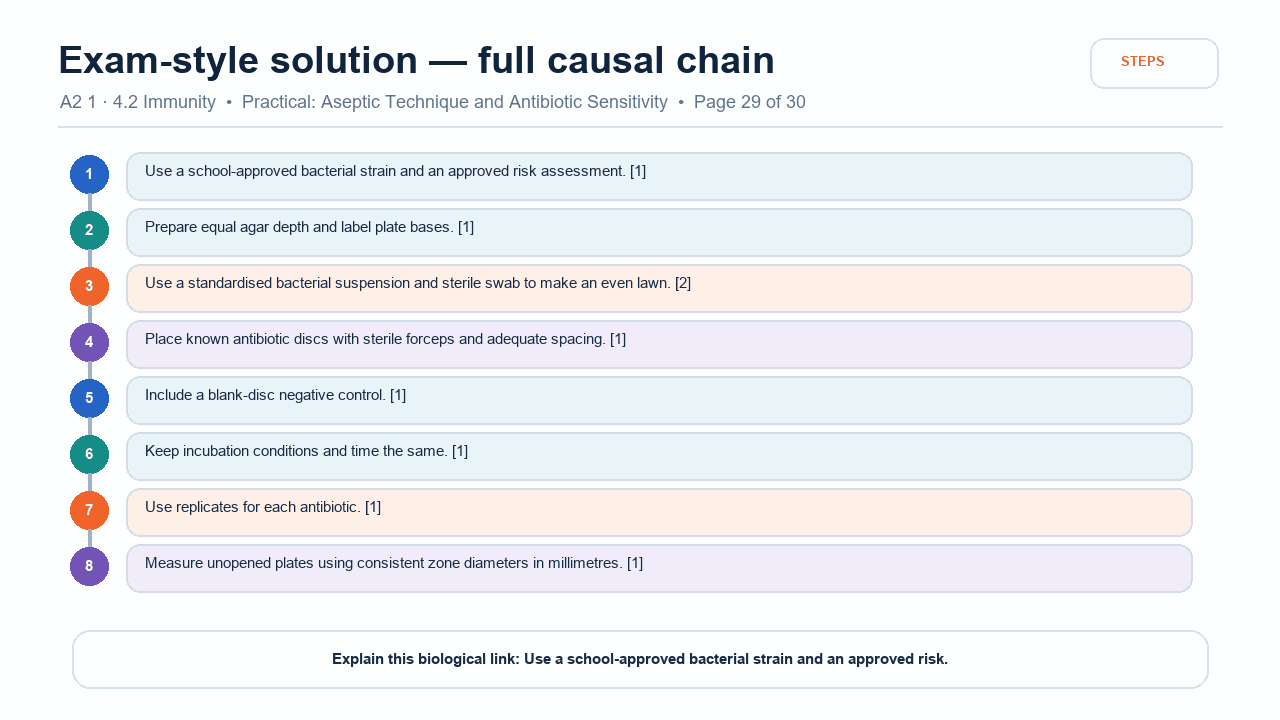 Exam-style solution — full causal chain
STEPS
A2 1 · 4.2 Immunity • Practical: Aseptic Technique and Antibiotic Sensitivity • Page 29 of 30
1 Use a school-approved bacterial strain and an approved risk assessment. [1]
2 Prepare equal agar depth and label plate bases. [1]
3 Use a standardised bacterial suspension and sterile swab to make an even lawn. [2]
4 Place known antibiotic discs with sterile forceps and adequate spacing. [1]
5 Include a blank-disc negative control. [1]
6 Keep incubation conditions and time the same. [1]
7 Use replicates for each antibiotic. [1]
8 Measure unopened plates using consistent zone diameters in millimetres. [1]
Explain this biological link: Use a school-approved bacterial strain and an approved risk.